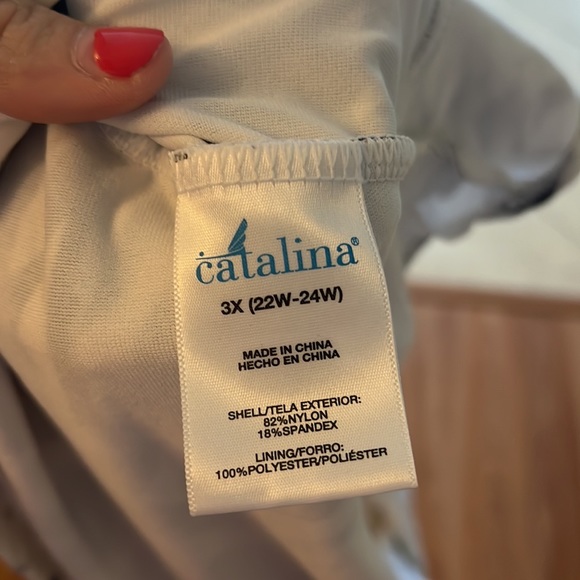 catalina®
3X (22W-24W)
MADE IN CHINA
HECHO EN CHINA
SHELL/TELA EXTERIOR:
82%NYLON
18%SPANDEX
LINING/FORRO:
100%POLYESTER/POLIÉSTER